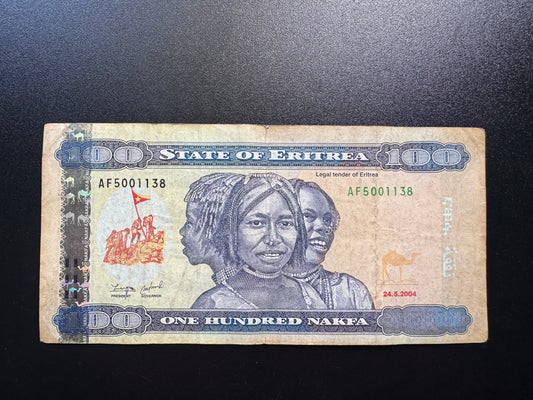 100 STATE OF ERITREA 100
Legal tender of Eritrea
AF5001138
AF5001138
PRESIDENT GOVERNOR
24.5.2004
100 ONE HUNDRED NAKFA